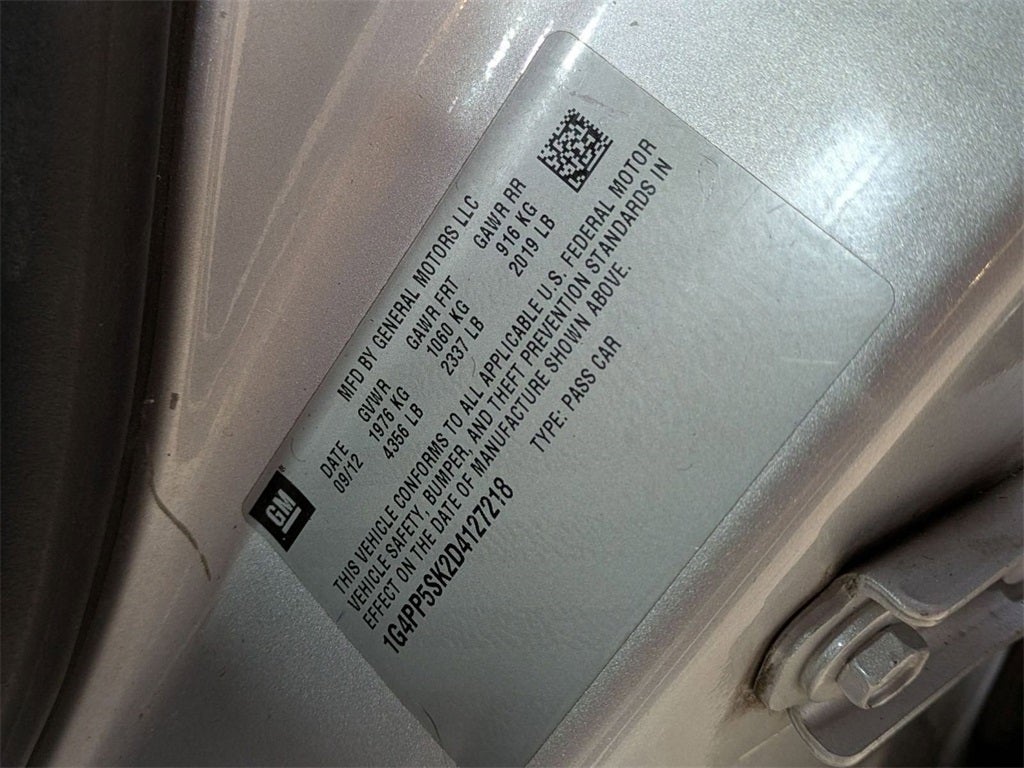 GM®
MFD BY GENERAL MOTORS LLC
DATE GVWR GAWR FRT GAWR RR
09/12 1976 KG 1060 KG 916 KG
4356 LB 2337 LB 2019 LB
THIS VEHICLE CONFORMS TO ALL APPLICABLE U.S. FEDERAL MOTOR
VEHICLE SAFETY, BUMPER, AND THEFT PREVENTION STANDARDS IN
EFFECT ON THE DATE OF MANUFACTURE SHOWN ABOVE.
1G4PP5SK2D4127218 TYPE: PASS CAR